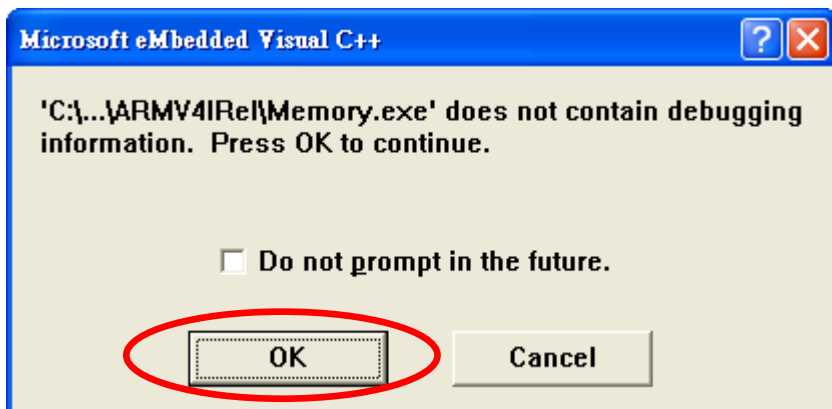 Microsoft eMbedded Visual C++
'C:\...\ARMV4IRel\Memory.exe' does not contain debugging
information.  Press OK to continue.
Do not prompt in the future.
OK
Cancel